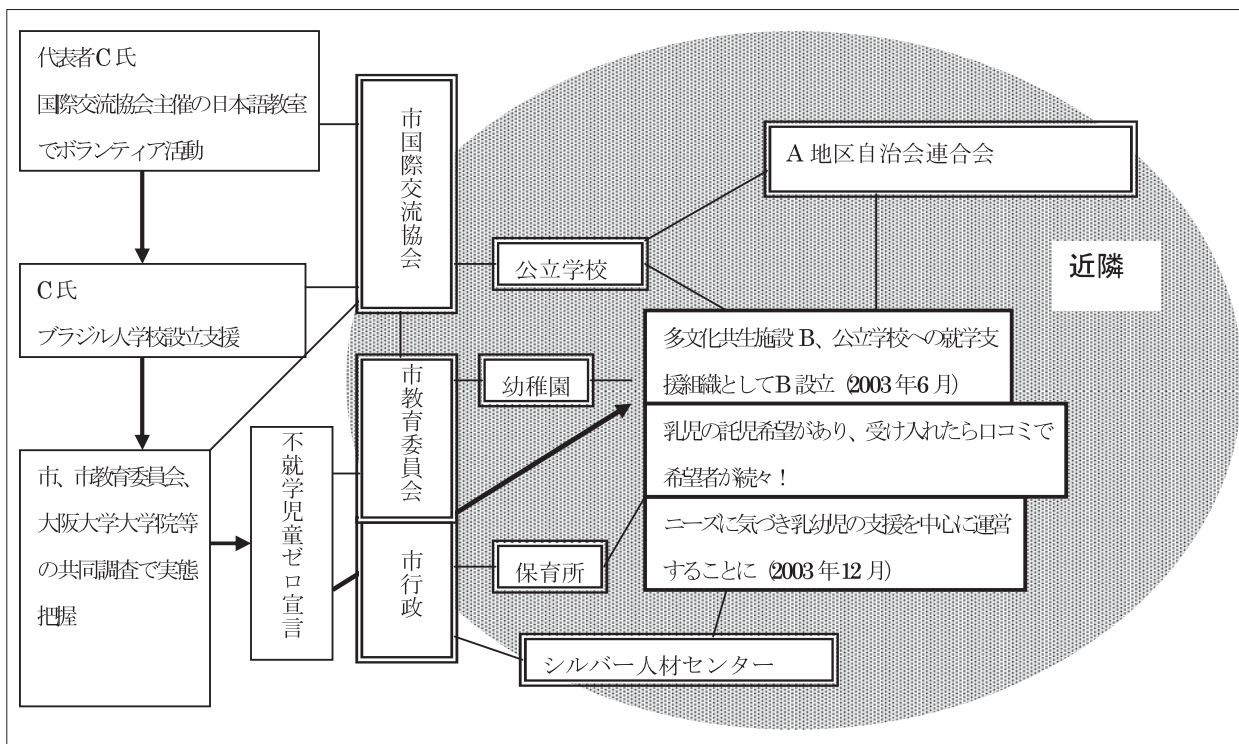 代表者C氏
国際交流協会主催の日本語教室
でボランティア活動
C氏
ブラジル人学校設立支援
市、市教育委員会、
大阪大学大学院等
の共同調査で実態
把握
不就学児童ゼロ宣言
市国際交流協会
市教育委員会
市行政
公立学校
幼稚園
保育所
シルバー人材センター
A地区自治会連合会
近隣
多文化共生施設B、公立学校への就学支
援組織としてB設立（2003年6月）
乳児の託児希望があり、受け入れたら口コミで
希望者が続々！
ニーズに気づき乳幼児の支援を中心に運営
することに（2003年12月）